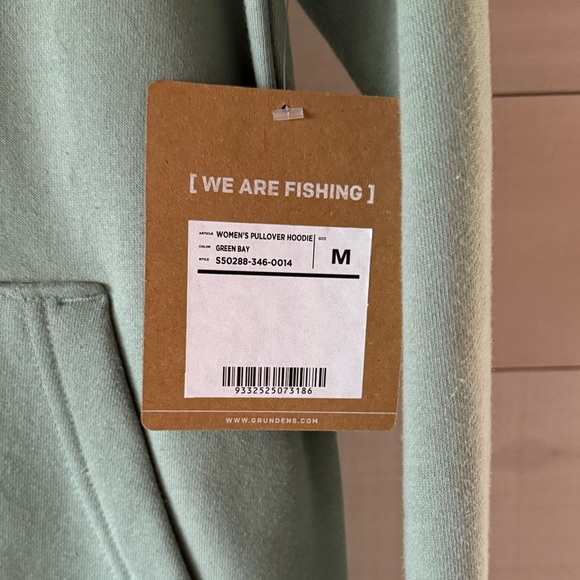 [ WE ARE FISHING ]
ARTICLE WOMEN'S PULLOVER HOODIE SIZE
COLOR GREEN BAY
M
STYLE S50288-346-0014
9332525073186
WWW.GRUNDENS.COM